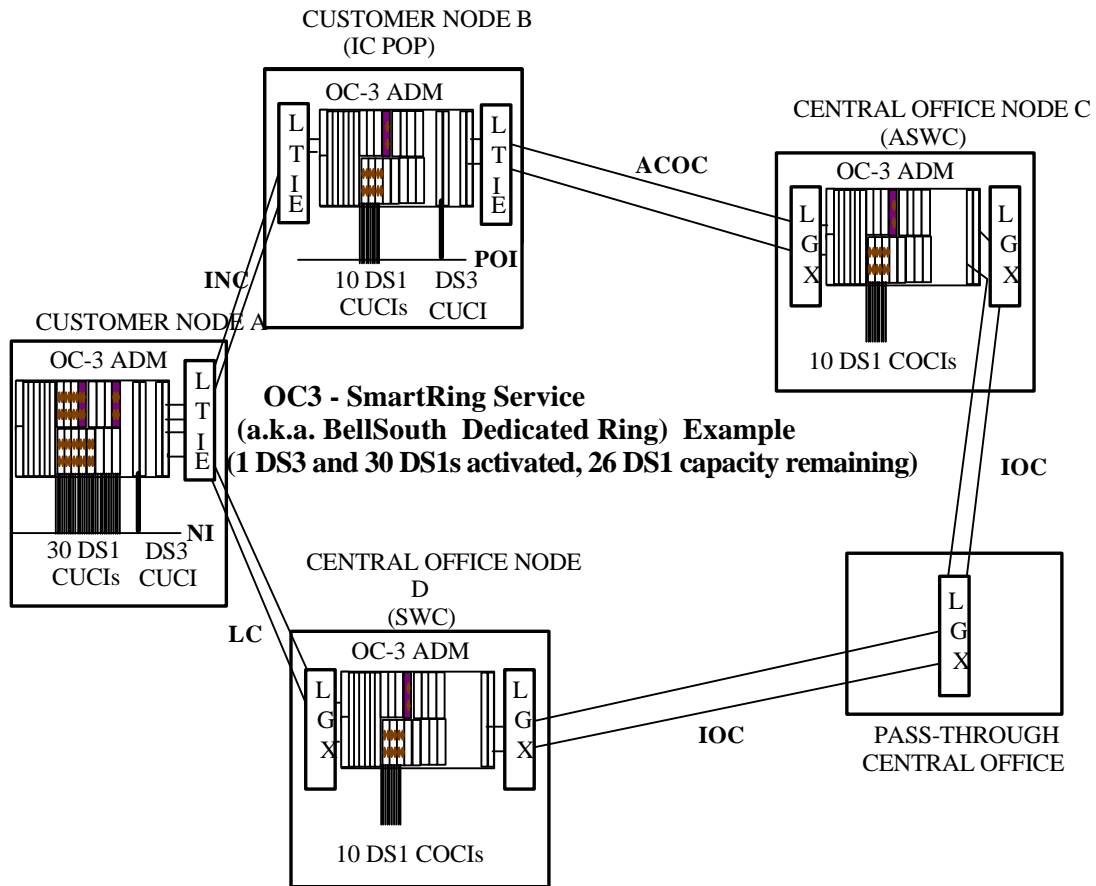 CUSTOMER NODE B
(IC POP)
OC-3 ADM
L
T
IE
L
T
IE
10 DS1
CUCIs
DS3
CUCI
POI
ACOC
CENTRAL OFFICE NODE C
(ASWC)
OC-3 ADM
L
G
X
L
G
X
10 DS1 COCIs
INC
CUSTOMER NODE A
OC-3 ADM
L
T
IE
30 DS1
CUCIs
DS3
CUCI
NI
OC3 - SmartRing Service
(a.k.a. BellSouth Dedicated Ring) Example
(1 DS3 and 30 DS1s activated, 26 DS1 capacity remaining)
IOC
LC
CENTRAL OFFICE NODE
D
(SWC)
OC-3 ADM
L
G
X
L
G
X
10 DS1 COCIs
IOC
L
G
X
PASS-THROUGH
CENTRAL OFFICE